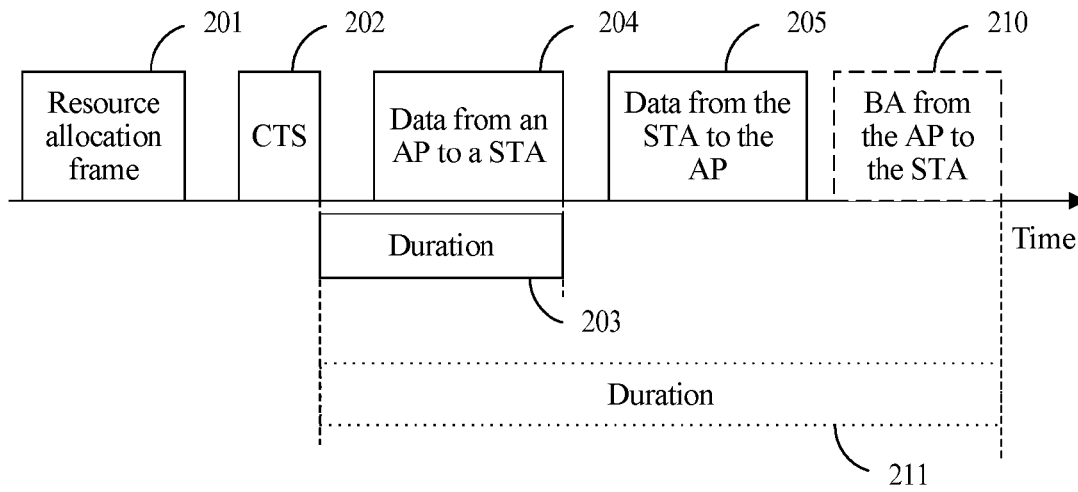 201
202
204
205
210
Resource
allocation
frame
CTS
Data from an
AP to a STA
Data from the
STA to the
AP
BA from
the AP to
the STA
Time
Duration
203
Duration
211